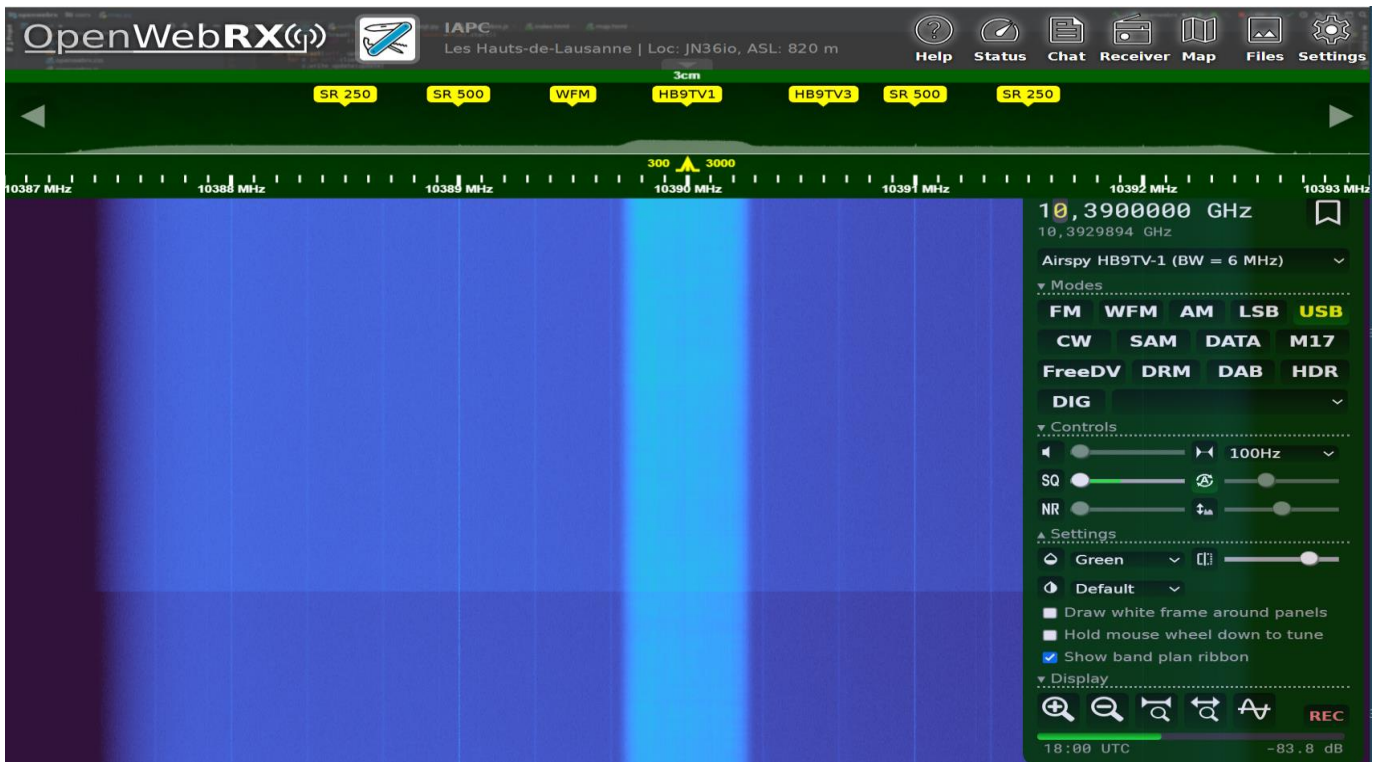 OpenWebRX
IAPC
Les Hauts-de-Lausanne | Loc: JN36io, ASL: 820 m
Help Status Chat Receiver Map Files Settings
3cm
SR 250 SR 500 WFM HB9TV1 HB9TV3 SR 500 SR 250
300 3000
10387 MHz 10388 MHz 10389 MHz 10390 MHz 10391 MHz 10392 MHz 10393 MHz
10,3900000 GHz
10,3929894 GHz
Airspy HB9TV-1 (BW = 6 MHz)
▾ Modes
FM WFM AM LSB USB
CW SAM DATA M17
FreeDV DRM DAB HDR
DIG
▾ Controls
100Hz
SQ A
NR
▴ Settings
Green
Default
Draw white frame around panels
Hold mouse wheel down to tune
Show band plan ribbon
▾ Display
REC
18:00 UTC -83.8 dB